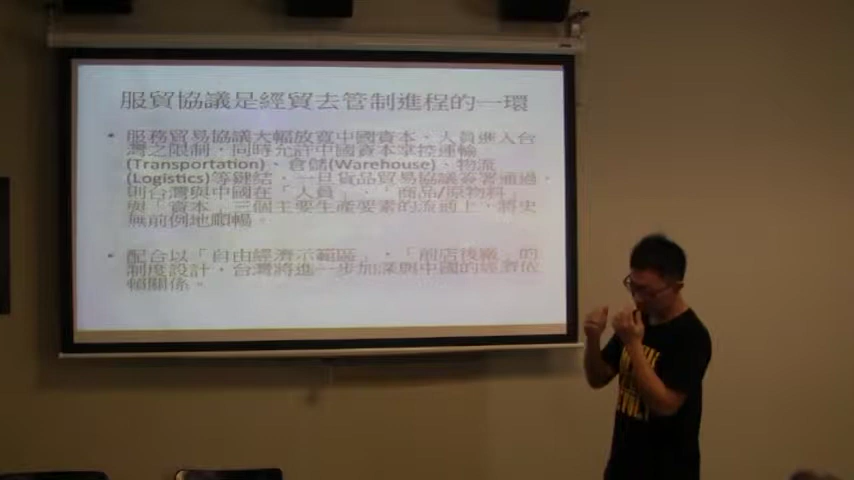 服貿協議是經貿去管制進程的一環
• 服務貿易協議大幅放寬中國資本、人員進入台
灣之限制，同時允許中國資本掌控運輸
(Transportation)、倉儲(Warehouse)、物流
(Logistics)等鏈結，一旦貨品貿易協議簽署通過，
則台灣與中國在「人員」、「商品/原物料」
與「資本」三個主要生產要素的流通上，將史
無前例地順暢。
• 配合以「自由經濟示範區」、「前店後廠」的
制度設計，台灣將進一步加深與中國的經濟依
賴關係。